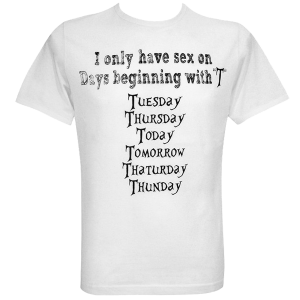 I only have sex on
Days beginning with "T"
Tuesday
Thursday
Today
Tomorrow
Thaturday
Thunday